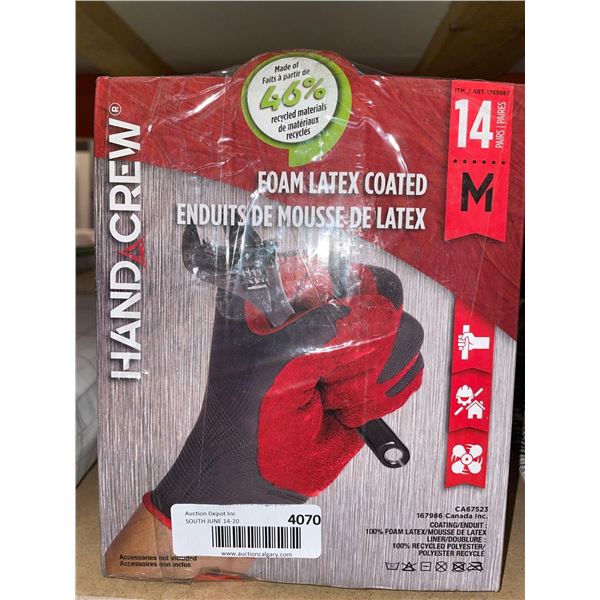 Made of
Faits à partir de
46%
recycled materials
de matériaux
recyclés
ITM. / ART. 1769987
14
PAIRS | PAIRES
M
HANDCREW®
FOAM LATEX COATED
ENDUITS DE MOUSSE DE LATEX
Auction Depot Inc
SOUTH JUNE 14-20
4070
www.auctioncalgary.com
Accessories not included
Accessoires non inclus
CA67523
167986 Canada Inc.
COATING/ENDUIT :
100% FOAM LATEX/MOUSSE DE LATEX
LINER/DOUBLURE :
100% RECYCLED POLYESTER/
POLYESTER RECYCLÉ